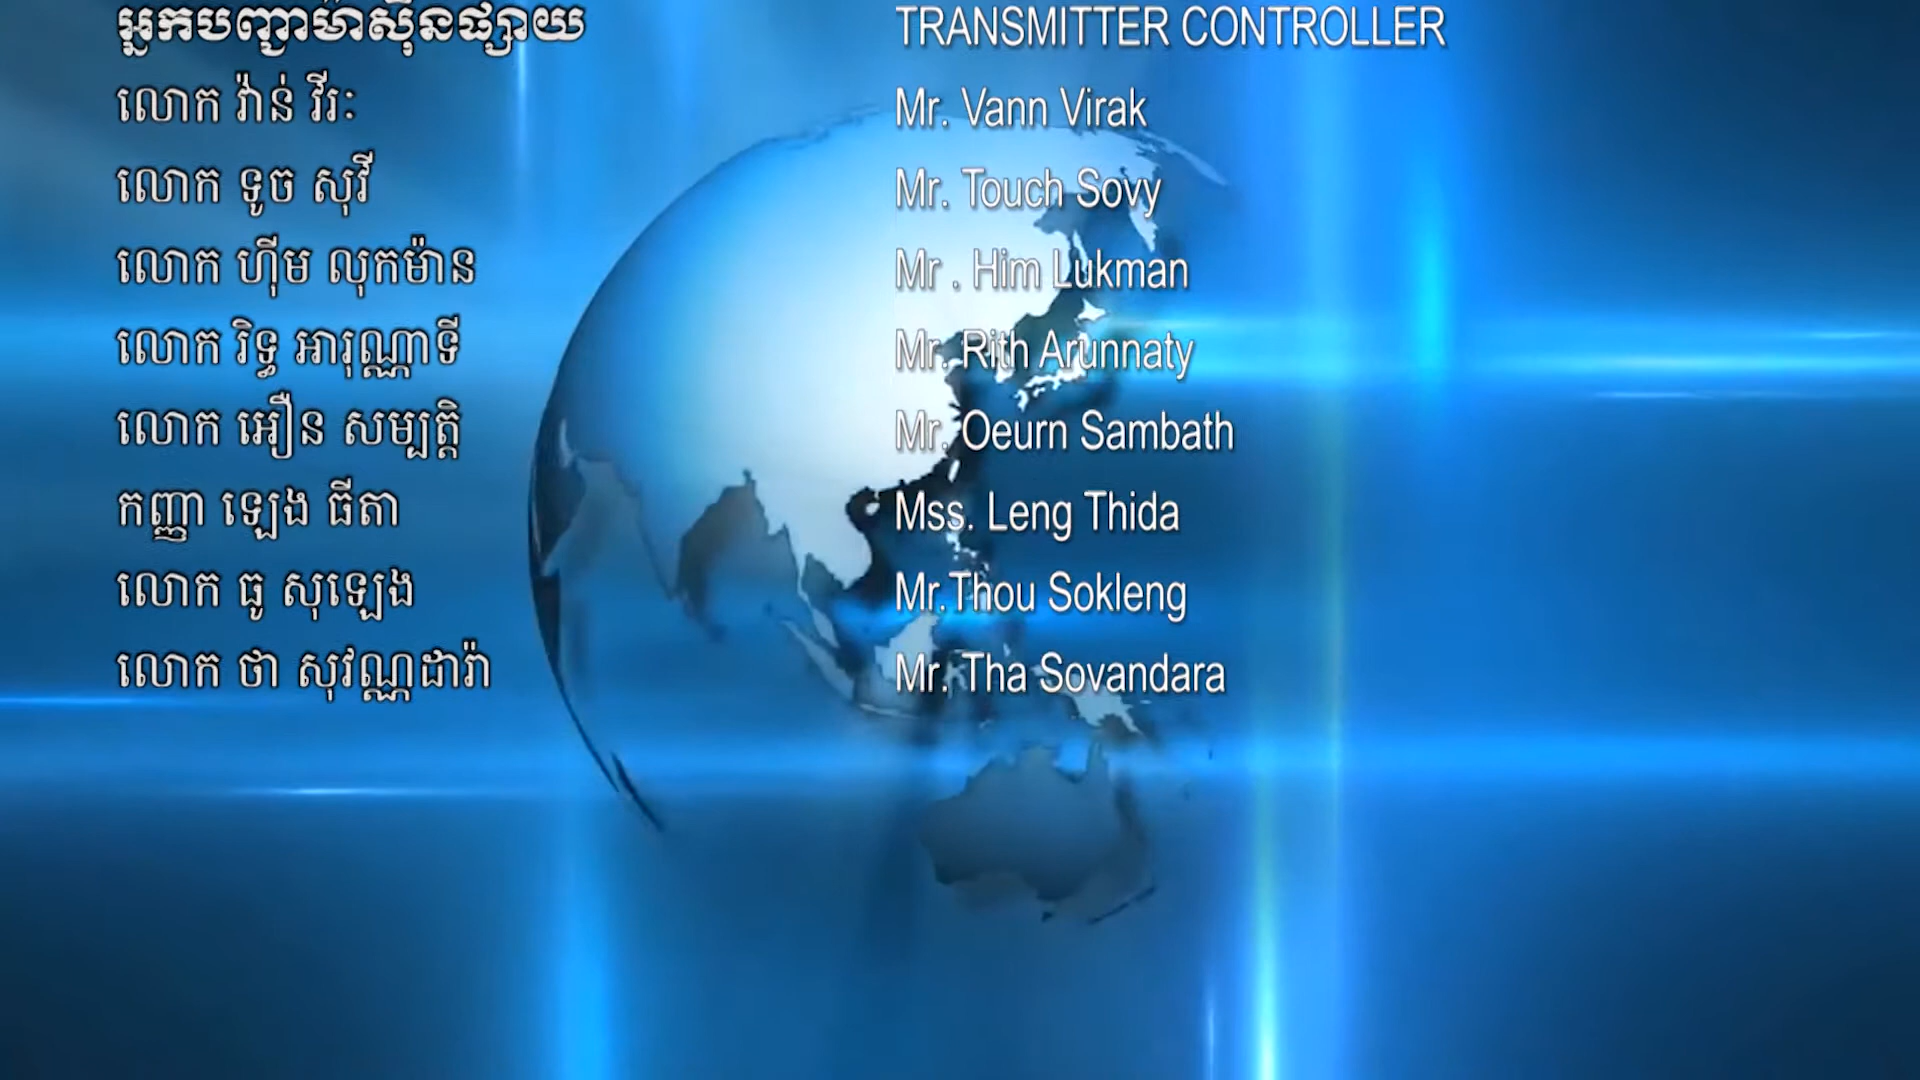 អ្នកបញ្ជាម៉ាស៊ីនផ្សាយ TRANSMITTER CONTROLLER
លោក វ៉ាន់ វីរៈ Mr. Vann Virak
លោក ទូច សុវី Mr. Touch Sovy
លោក ហ៊ីម លុកម៉ាន Mr . Him Lukman
លោក រិទ្ធ អារុណ្ណាទី Mr. Rith Arunnaty
លោក អឿន សម្បត្តិ Mr. Oeurn Sambath
កញ្ញា ឡេង ធីតា Mss. Leng Thida
លោក ធូ សុឡេង Mr.Thou Sokleng
លោក ថា សុវណ្ណដារ៉ា Mr. Tha Sovandara